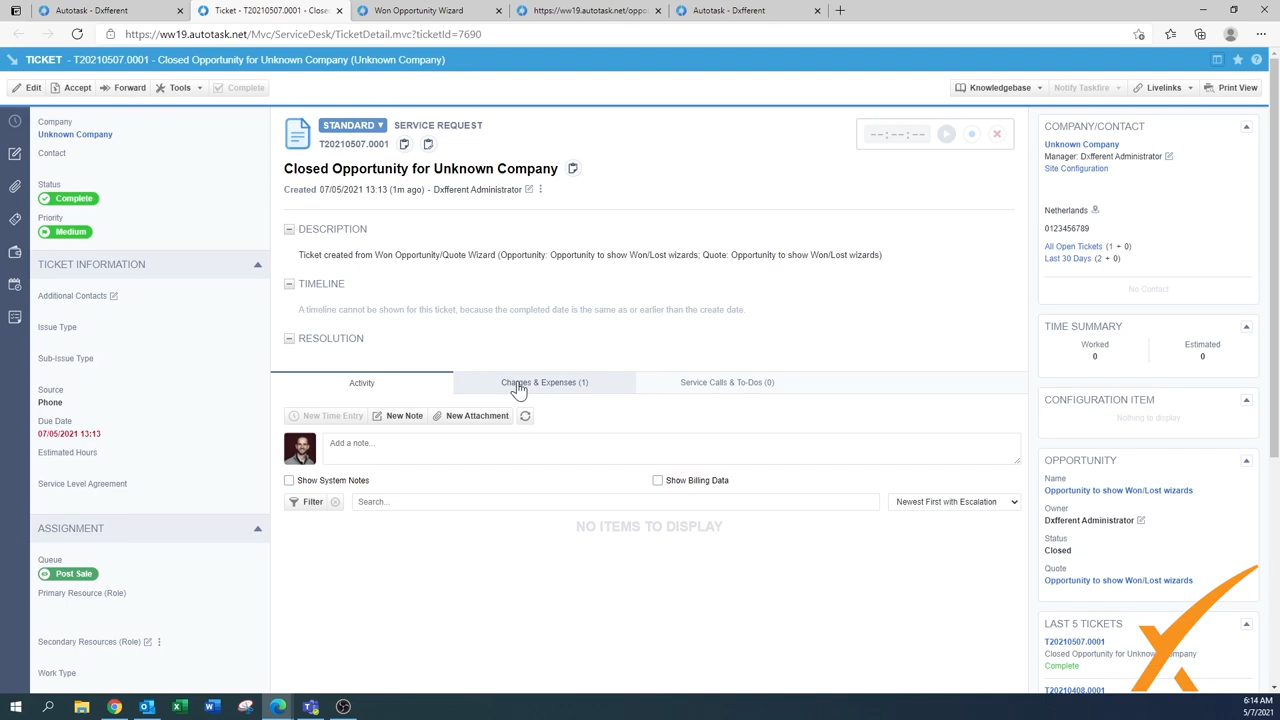 Autotask - Dxfferent
Ticket - T20210507.0001 - Close
Won Opportunity Wizard
https://ww19.autotask.net/oppor
Autotask - Dxfferent
https://ww19.autotask.net/Mvc/ServiceDesk/TicketDetail.mvc?ticketId=7690
TICKET - T20210507.0001 - Closed Opportunity for Unknown Company (Unknown Company)
Edit Accept Forward Tools Complete
Knowledgebase Notify Taskfire Livelinks Print View
Company
Unknown Company
Contact
Status
Complete
Priority
Medium
TICKET INFORMATION
Additional Contacts
Issue Type
Sub-Issue Type
Source
Phone
Due Date
07/05/2021 13:13
Estimated Hours
Service Level Agreement
ASSIGNMENT
Queue
Post Sale
Primary Resource (Role)
Secondary Resources (Role)
Work Type
STANDARD SERVICE REQUEST
T20210507.0001
--:--:--
Closed Opportunity for Unknown Company
Created 07/05/2021 13:13 (1m ago) - Dxfferent Administrator
DESCRIPTION
Ticket created from Won Opportunity/Quote Wizard (Opportunity: Opportunity to show Won/Lost wizards; Quote: Opportunity to show Won/Lost wizards)
TIMELINE
A timeline cannot be shown for this ticket, because the completed date is the same as or earlier than the create date.
RESOLUTION
Activity Charges & Expenses (1) Service Calls & To-Dos (0)
New Time Entry New Note New Attachment
Add a note...
Show System Notes Show Billing Data
Filter Search... Newest First with Escalation
NO ITEMS TO DISPLAY
COMPANY/CONTACT
Unknown Company
Manager: Dxfferent Administrator
Site Configuration
Netherlands
0123456789
All Open Tickets (1 + 0)
Last 30 Days (2 + 0)
No Contact
TIME SUMMARY
Worked Estimated
0 0
CONFIGURATION ITEM
Nothing to display
OPPORTUNITY
Name
Opportunity to show Won/Lost wizards
Owner
Dxfferent Administrator
Status
Closed
Quote
Opportunity to show Won/Lost wizards
LAST 5 TICKETS
T20210507.0001
Closed Opportunity for Unknown Company
Complete
T20210408.0001
6:14 AM
5/7/2021